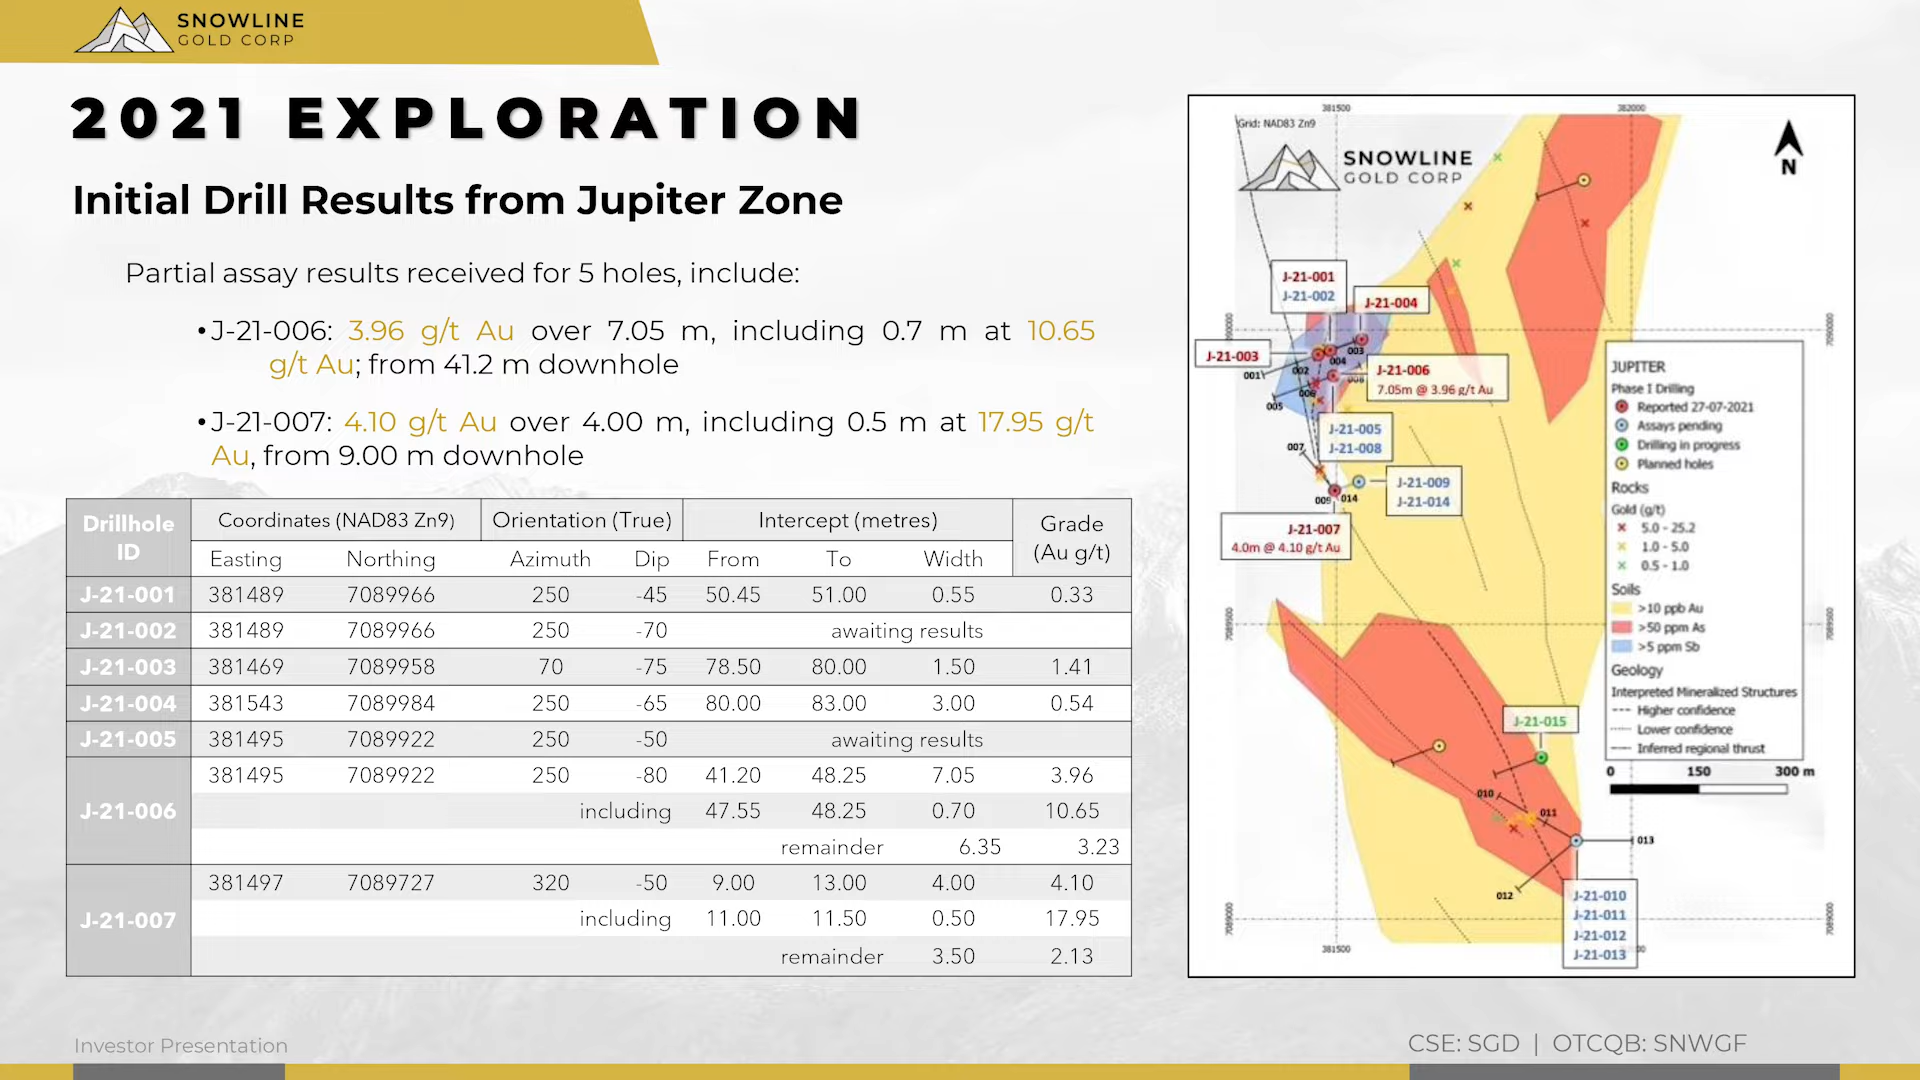 SNOWLINE
GOLD CORP
2021 EXPLORATION
Initial Drill Results from Jupiter Zone
Partial assay results received for 5 holes, include:
•J-21-006: 3.96 g/t Au over 7.05 m, including 0.7 m at 10.65
g/t Au; from 41.2 m downhole
•J-21-007: 4.10 g/t Au over 4.00 m, including 0.5 m at 17.95 g/t
Au, from 9.00 m downhole
Drillhole ID Coordinates (NAD83 Zn9) Orientation (True) Intercept (metres) Grade (Au g/t)
Easting Northing Azimuth Dip From To Width
J-21-001 381489 7089966 250 -45 50.45 51.00 0.55 0.33
J-21-002 381489 7089966 250 -70 awaiting results
J-21-003 381469 7089958 70 -75 78.50 80.00 1.50 1.41
J-21-004 381543 7089984 250 -65 80.00 83.00 3.00 0.54
J-21-005 381495 7089922 250 -50 awaiting results
J-21-006 381495 7089922 250 -80 41.20 48.25 7.05 3.96
including 47.55 48.25 0.70 10.65
remainder 6.35 3.23
J-21-007 381497 7089727 320 -50 9.00 13.00 4.00 4.10
including 11.00 11.50 0.50 17.95
remainder 3.50 2.13
381500 382000
Grid: NAD83 Zn9
SNOWLINE
GOLD CORP
N
J-21-001
J-21-002
J-21-004
7090000
J-21-003
003
004
002
001
006
008
005
J-21-006
7.05m @ 3.96 g/t Au
J-21-005
J-21-008
007
J-21-009
J-21-014
009 014
J-21-007
4.0m @ 4.10 g/t Au
JUPITER
Phase I Drilling
Reported 27-07-2021
Assays pending
Drilling in progress
Planned holes
Rocks
Gold (g/t)
5.0 - 25.2
1.0 - 5.0
0.5 - 1.0
Soils
>10 ppb Au
>50 ppm As
>5 ppm Sb
Geology
Interpreted Mineralized Structures
Higher confidence
Lower confidence
Inferred regional thrust
0 150 300 m
7089500 7089500
J-21-015
010
011
013
012
J-21-010
J-21-011
J-21-012
J-21-013
7089000 7089000
381500
Investor Presentation
CSE: SGD | OTCQB: SNWGF